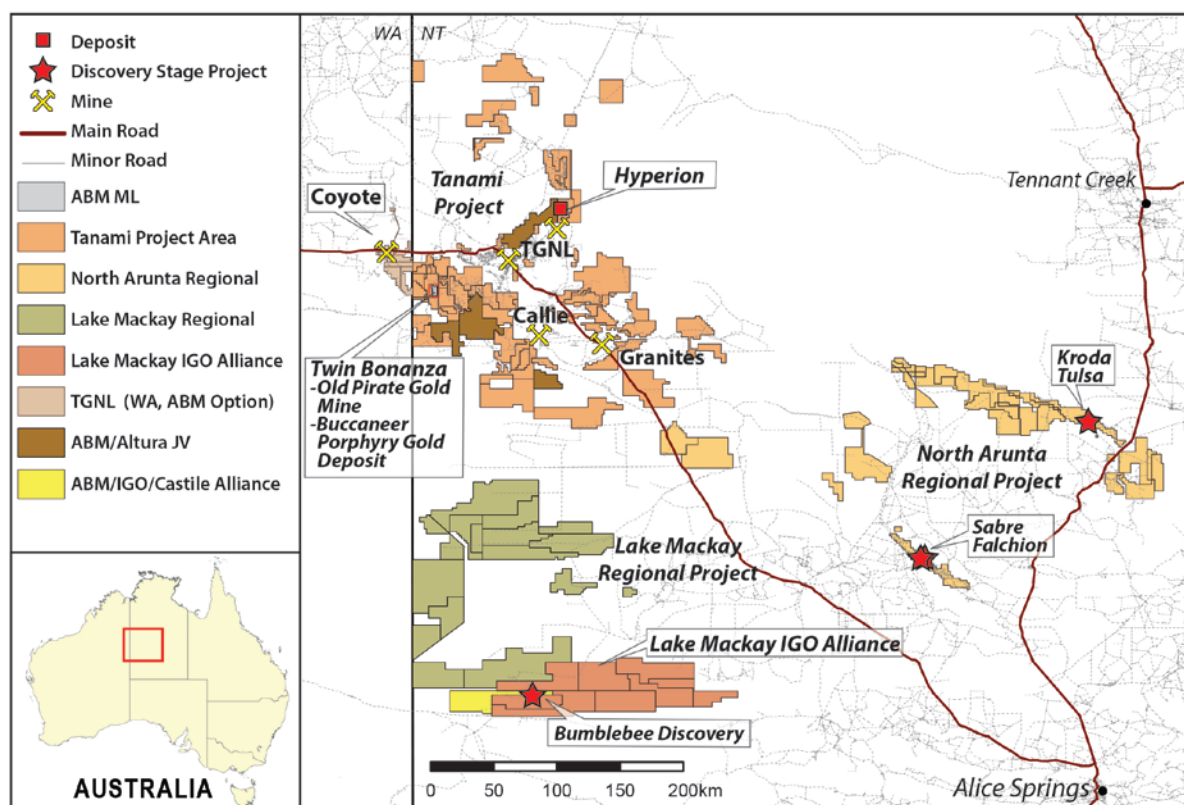 Deposit
Discovery Stage Project
Mine
Main Road
Minor Road
ABM ML
Tanami Project Area
North Arunta Regional
Lake Mackay Regional
Lake Mackay IGO Alliance
TGNL (WA, ABM Option)
ABM/Altura JV
ABM/IGO/Castile Alliance
AUSTRALIA
WA NT
Tanami
Project
Hyperion
Coyote
TGNL
Callie
Granites
Twin Bonanza
-Old Pirate Gold
Mine
-Buccaneer
Porphyry Gold
Deposit
Tennant Creek
Kroda
Tulsa
North Arunta
Regional Project
Sabre
Falchion
Lake Mackay
Regional Project
Lake Mackay IGO Alliance
Bumblebee Discovery
0 50 100 200km
Alice Springs